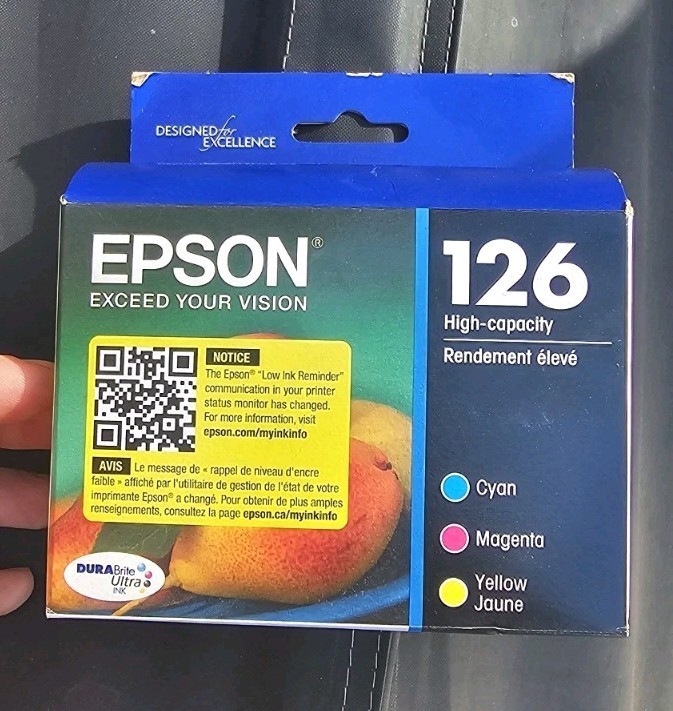 DESIGNED for
EXCELLENCE
EPSON®
EXCEED YOUR VISION
126
High-capacity
Rendement élevé
NOTICE
The Epson® "Low Ink Reminder"
communication in your printer
status monitor has changed.
For more information, visit
epson.com/myinkinfo
AVIS Le message de « rappel de niveau d'encre
faible » affiché par l'utilitaire de gestion de l'état de votre
imprimante Epson® a changé. Pour obtenir de plus amples
renseignements, consultez la page epson.ca/myinkinfo
DURABrite
Ultra
INK
Cyan
Magenta
Yellow
Jaune